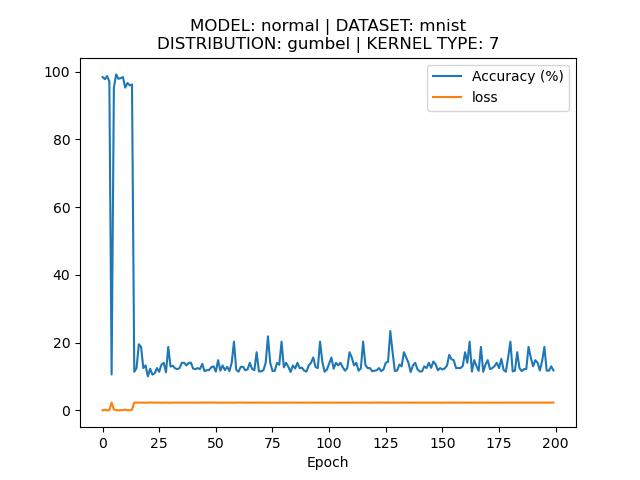 MODEL: normal | DATASET: mnist
DISTRIBUTION: gumbel | KERNEL TYPE: 7
Accuracy (%)
loss
100
80
60
40
20
0
0 25 50 75 100 125 150 175 200
Epoch